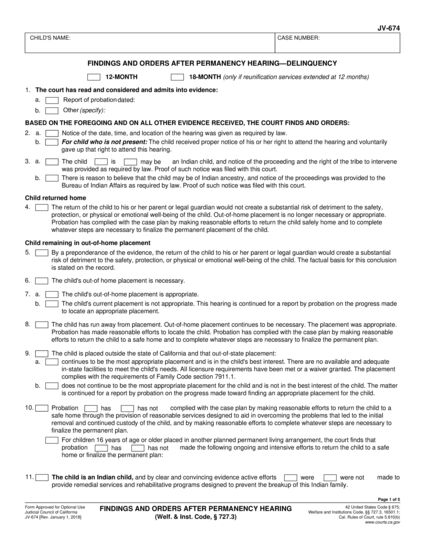 JV-674
CHILD'S NAME:
CASE NUMBER:
FINDINGS AND ORDERS AFTER PERMANENCY HEARING—DELINQUENCY
12-MONTH 18-MONTH (only if reunification services extended at 12 months)
1. The court has read and considered and admits into evidence:
a. Report of probation dated:
b. Other (specify):
BASED ON THE FOREGOING AND ON ALL OTHER EVIDENCE RECEIVED, THE COURT FINDS AND ORDERS:
2. a. Notice of the date, time, and location of the hearing was given as required by law.
b. For child who is not present: The child received proper notice of his or her right to attend the hearing and voluntarily
gave up that right to attend this hearing.
3. a. The child is may be an Indian child, and notice of the proceeding and the right of the tribe to intervene
was provided as required by law. Proof of such notice was filed with this court.
b. There is reason to believe that the child may be of Indian ancestry, and notice of the proceedings was provided to the
Bureau of Indian Affairs as required by law. Proof of such notice was filed with this court.
Child returned home
4. The return of the child to his or her parent or legal guardian would not create a substantial risk of detriment to the safety,
protection, or physical or emotional well-being of the child. Out-of-home placement is no longer necessary or appropriate.
Probation has complied with the case plan by making reasonable efforts to return the child safely home and to complete
whatever steps are necessary to finalize the permanent placement of the child.
Child remaining in out-of-home placement
5. By a preponderance of the evidence, the return of the child to his or her parent or legal guardian would create a substantial
risk of detriment to the safety, protection, or physical or emotional well-being of the child. The factual basis for this conclusion
is stated on the record.
6. The child's out-of-home placement is necessary.
7. a. The child's out-of-home placement is appropriate.
b. The child's current placement is not appropriate. This hearing is continued for a report by probation on the progress made
to locate an appropriate placement.
8. The child has run away from placement. Out-of-home placement continues to be necessary. The placement was appropriate.
Probation has made reasonable efforts to locate the child. Probation has complied with the case plan by making reasonable
efforts to return the child to a safe home and to complete whatever steps are necessary to finalize the permanent plan.
9. The child is placed outside the state of California and that out-of-state placement:
a. continues to be the most appropriate placement and is in the child's best interest. There are no available and adequate
in-state facilities to meet the child's needs. All licensure requirements have been met or a waiver granted. The placement
complies with the requirements of Family Code section 7911.1.
b. does not continue to be the most appropriate placement for the child and is not in the best interest of the child. The matter
is continued for a report by probation on the progress made toward finding an appropriate placement for the child.
10. Probation has has not complied with the case plan by making reasonable efforts to return the child to a
safe home through the provision of reasonable services designed to aid in overcoming the problems that led to the initial
removal and continued custody of the child, and by making reasonable efforts to complete whatever steps are necessary to
finalize the permanent plan.
For children 16 years of age or older placed in another planned permanent living arrangement, the court finds that
probation has has not made the following ongoing and intensive efforts to return the child to a safe
home or finalize the permanent plan:
11. The child is an Indian child, and by clear and convincing evidence active efforts were were not made to
provide remedial services and rehabilitative programs designed to prevent the breakup of this Indian family.
Page 1 of 5
Form Approved for Optional Use
Judicial Council of California
JV-674 [Rev. January 1, 2018]
FINDINGS AND ORDERS AFTER PERMANENCY HEARING
(Welf. & Inst. Code, § 727.3)
42 United States Code § 675;
Welfare and Institutions Code, §§ 727.3, 16501.1;
Cal. Rules of Court, rule 5.810(b)
www.courts.ca.gov